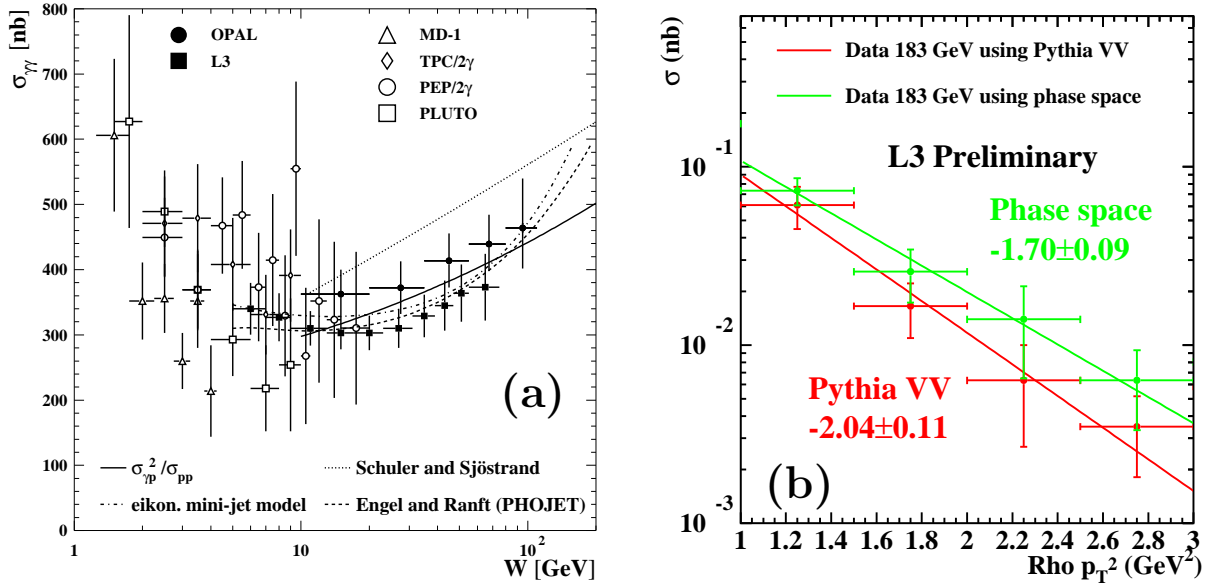 σγγ [nb]
800
700
600
500
400
300
200
100
0
OPAL
L3
MD-1
TPC/2γ
PEP/2γ
PLUTO
(a)
σγp²/σpp
Schuler and Sjöstrand
eikon. mini-jet model
Engel and Ranft (PHOJET)
1
10
10²
W [GeV]
σ (nb)
10⁻¹
10⁻²
10⁻³
Data 183 GeV using Pythia VV
Data 183 GeV using phase space
L3 Preliminary
Phase space
-1.70±0.09
Pythia VV
-2.04±0.11
(b)
1 1.2 1.4 1.6 1.8 2 2.2 2.4 2.6 2.8 3
Rho pT² (GeV²)